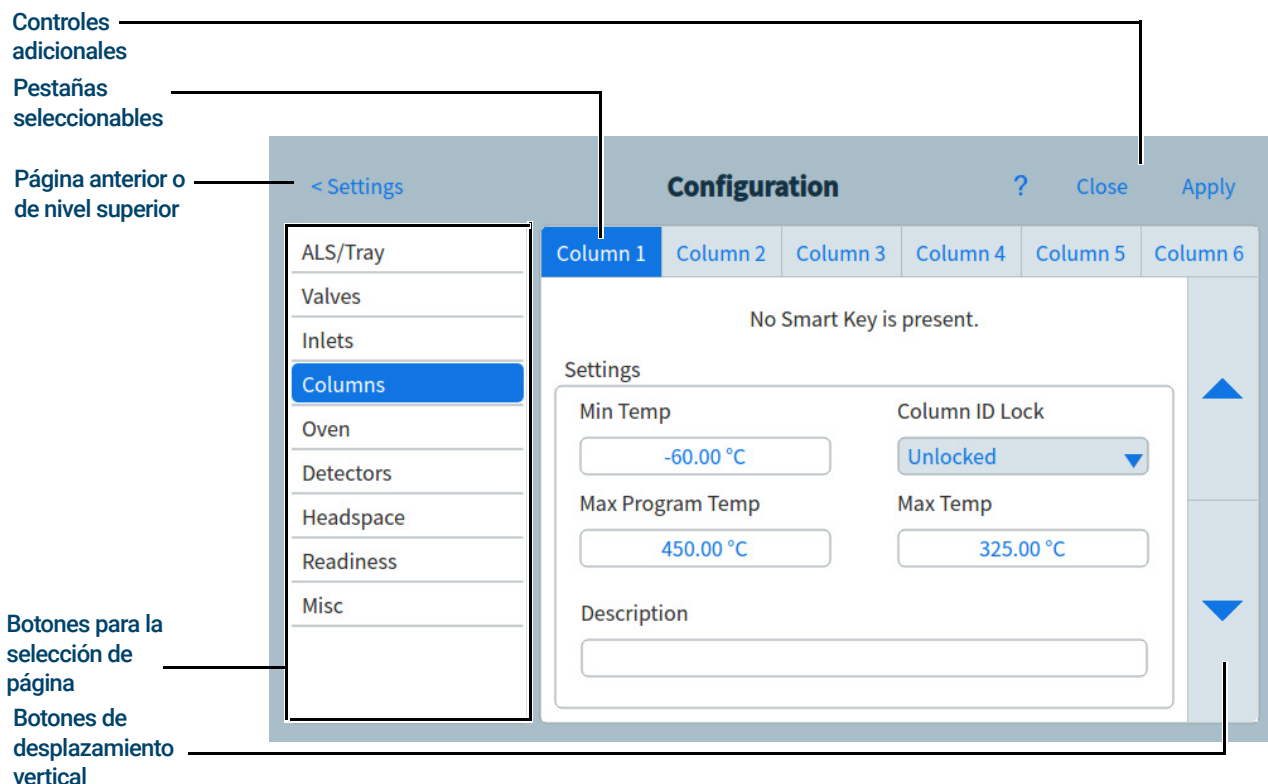 Controles
adicionales
Pestañas
seleccionables
Página anterior o
de nivel superior
< Settings
Configuration
? Close Apply
ALS/Tray
Valves
Inlets
Columns
Oven
Detectors
Headspace
Readiness
Misc
Column 1 Column 2 Column 3 Column 4 Column 5 Column 6
No Smart Key is present.
Settings
Min Temp Column ID Lock
-60.00 °C Unlocked
Max Program Temp Max Temp
450.00 °C 325.00 °C
Description
Botones para la
selección de
página
Botones de
desplazamiento
vertical